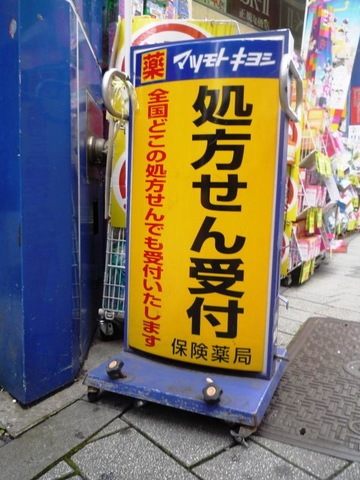 薬 マツモトキヨシ
処方せん受付
全国どこの処方せんでも受付いたします
保険薬局